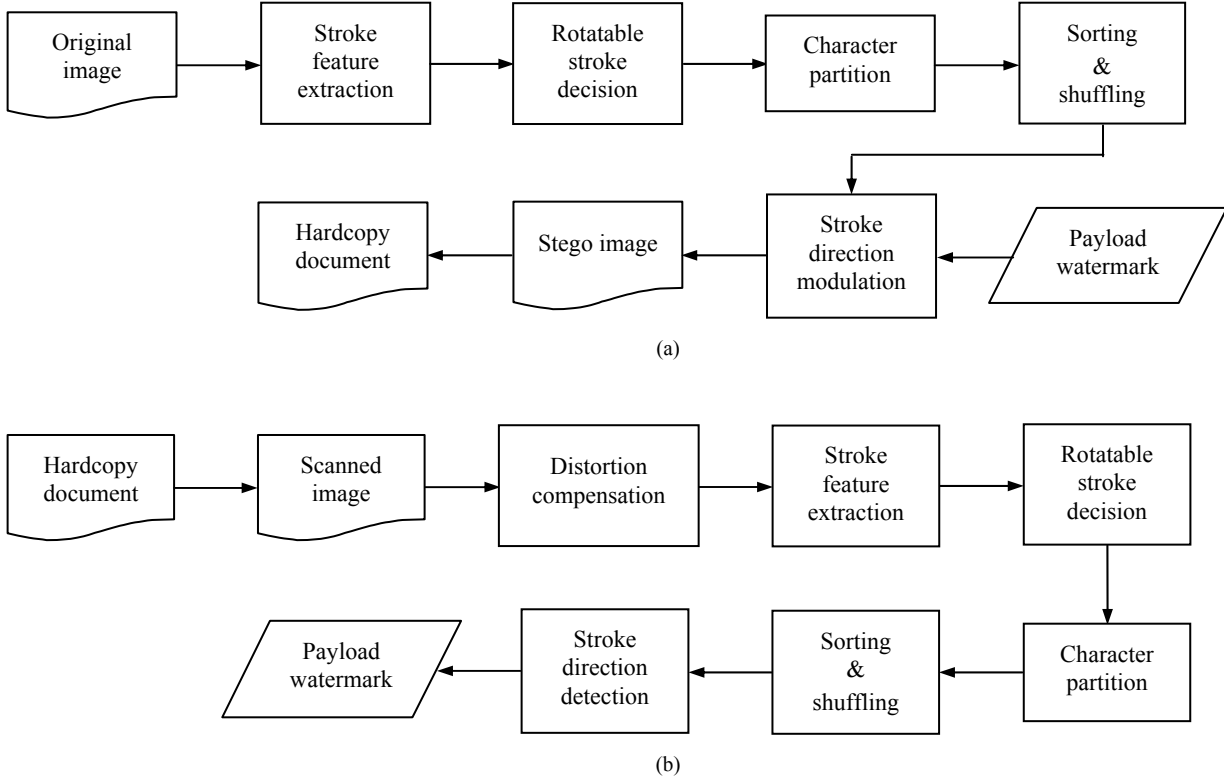 Original
image
Stroke
feature
extraction
Rotatable
stroke
decision
Character
partition
Sorting
&
shuffling
Hardcopy
document
Stego image
Stroke
direction
modulation
Payload
watermark
(a)
Hardcopy
document
Scanned
image
Distortion
compensation
Stroke
feature
extraction
Rotatable
stroke
decision
Payload
watermark
Stroke
direction
detection
Sorting
&
shuffling
Character
partition
(b)